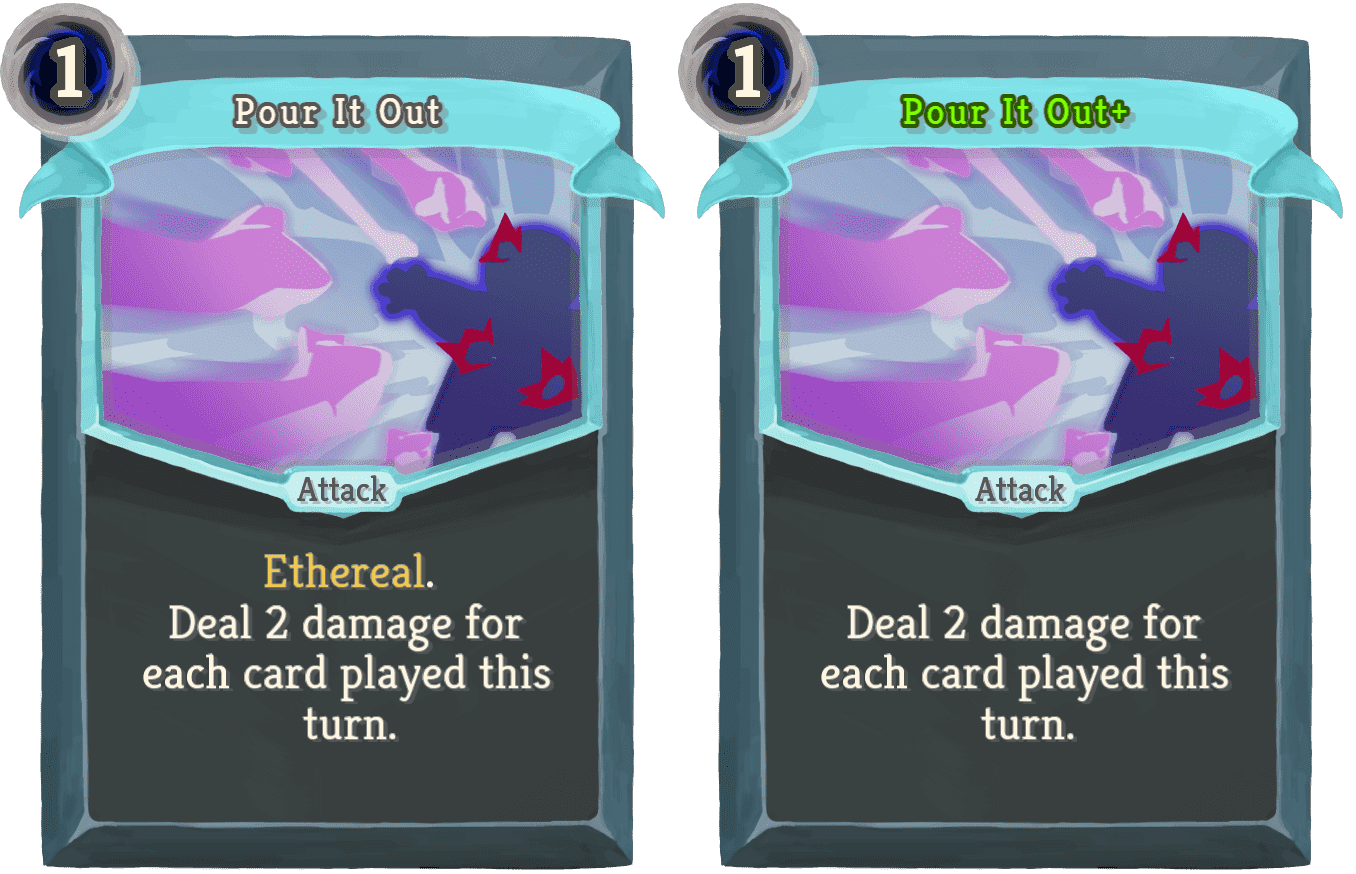 1
Pour It Out
Attack
Ethereal.
Deal 2 damage for
each card played this
turn.
1
Pour It Out+
Attack
Deal 2 damage for
each card played this
turn.